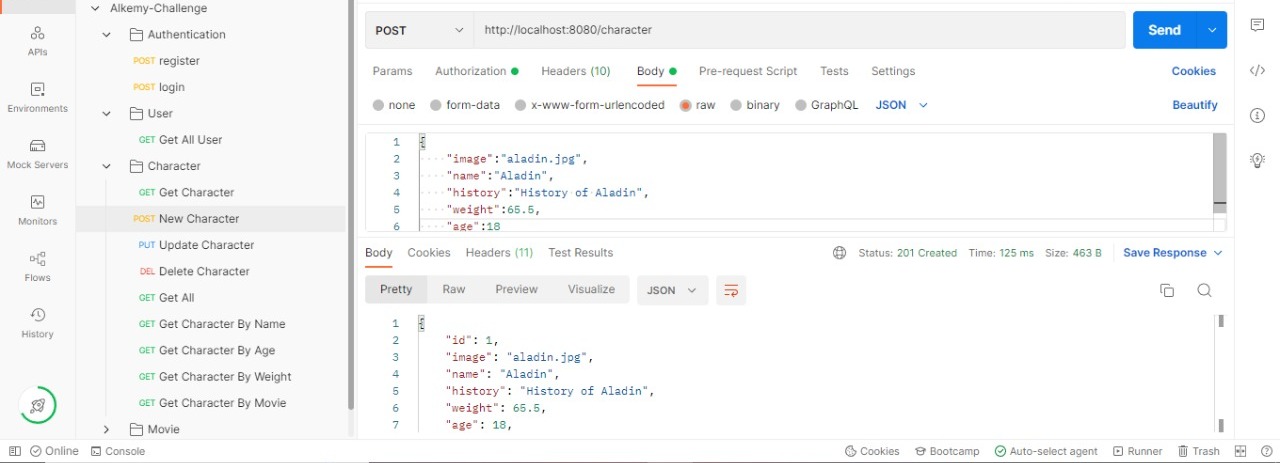 Alkemy-Challenge
Authentication
POST register
POST login
User
GET Get All User
Character
GET Get Character
POST New Character
PUT Update Character
DEL Delete Character
GET Get All
GET Get Character By Name
GET Get Character By Age
GET Get Character By Weight
GET Get Character By Movie
Movie
APIs
Environments
Mock Servers
Monitors
Flows
History
POST http://localhost:8080/character Send
Params Authorization Headers (10) Body Pre-request Script Tests Settings Cookies
none form-data x-www-form-urlencoded raw binary GraphQL JSON Beautify
1 {
2 "image":"aladin.jpg",
3 "name":"Aladin",
4 "history":"History of Aladin",
5 "weight":65.5,
6 "age":18
Body Cookies Headers (11) Test Results Status: 201 Created Time: 125 ms Size: 463 B Save Response
Pretty Raw Preview Visualize JSON
1 {
2 "id": 1,
3 "image": "aladin.jpg",
4 "name": "Aladin",
5 "history": "History of Aladin",
6 "weight": 65.5,
7 "age": 18,
Online Console Cookies Bootcamp Auto-select agent Runner Trash